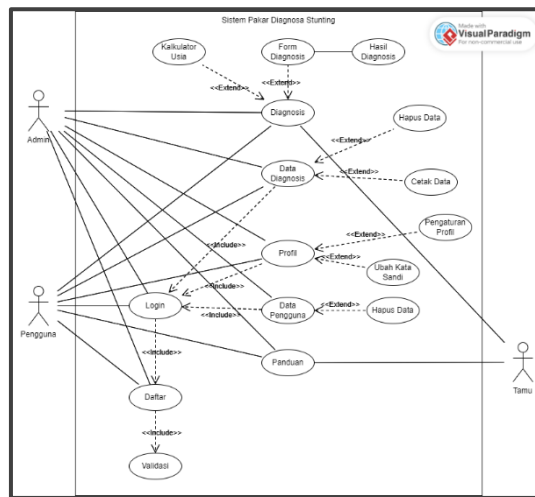 Sistem Pakar Diagnosa Stunting
Made with
VisualParadigm
For non-commercial use
Kalkulator
Usia
Form
Diagnosis
Hasil
Diagnosis
<<Extend>>
<<Extend>>
Admin
Diagnosis
Hapus Data
<<Extend>>
Data
Diagnosis
<<Extend>>
Cetak Data
Pengaturan
Profil
<<Extend>>
<<Include>>
Profil
<<Extend>>
Ubah Kata
Sandi
<<Include>>
Login
Pengguna
<<Include>>
Data
Pengguna
<<Extend>>
Hapus Data
<<Include>>
Panduan
Tamu
Daftar
<<Include>>
Validasi